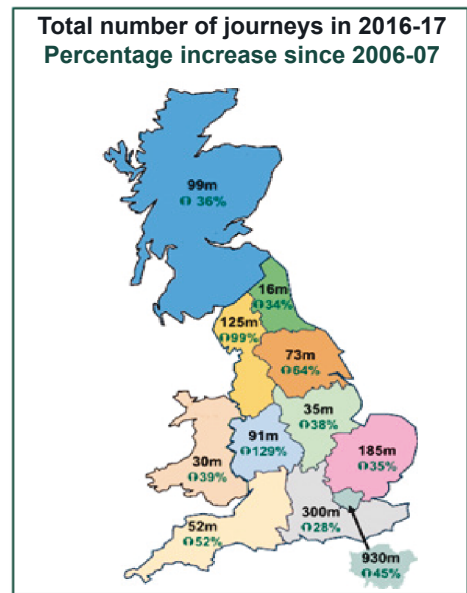 Total number of journeys in 2016-17
Percentage increase since 2006-07
99m
36%
16m
34%
125m
99%
73m
64%
35m
38%
91m
129%
185m
35%
30m
39%
300m
28%
52m
52%
930m
45%